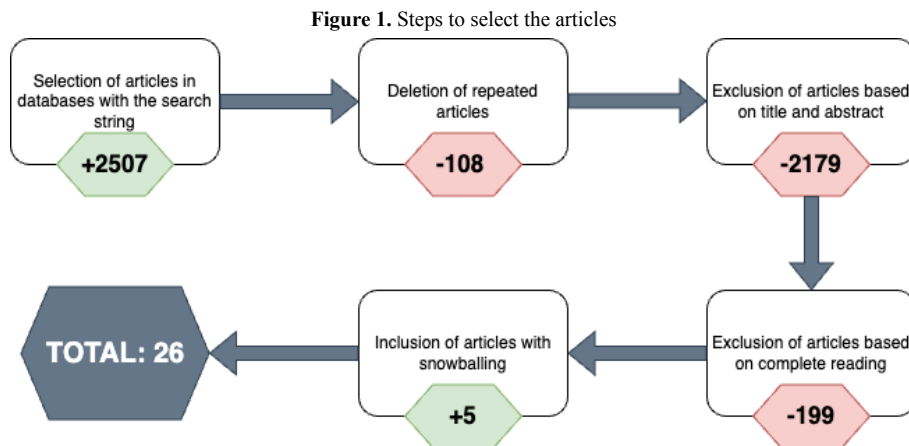 Figure 1. Steps to select the articles
Selection of articles in
databases with the search
string
+2507
Deletion of repeated
articles
-108
Exclusion of articles based
on title and abstract
-2179
Exclusion of articles based
on complete reading
-199
Inclusion of articles with
snowballing
+5
TOTAL: 26